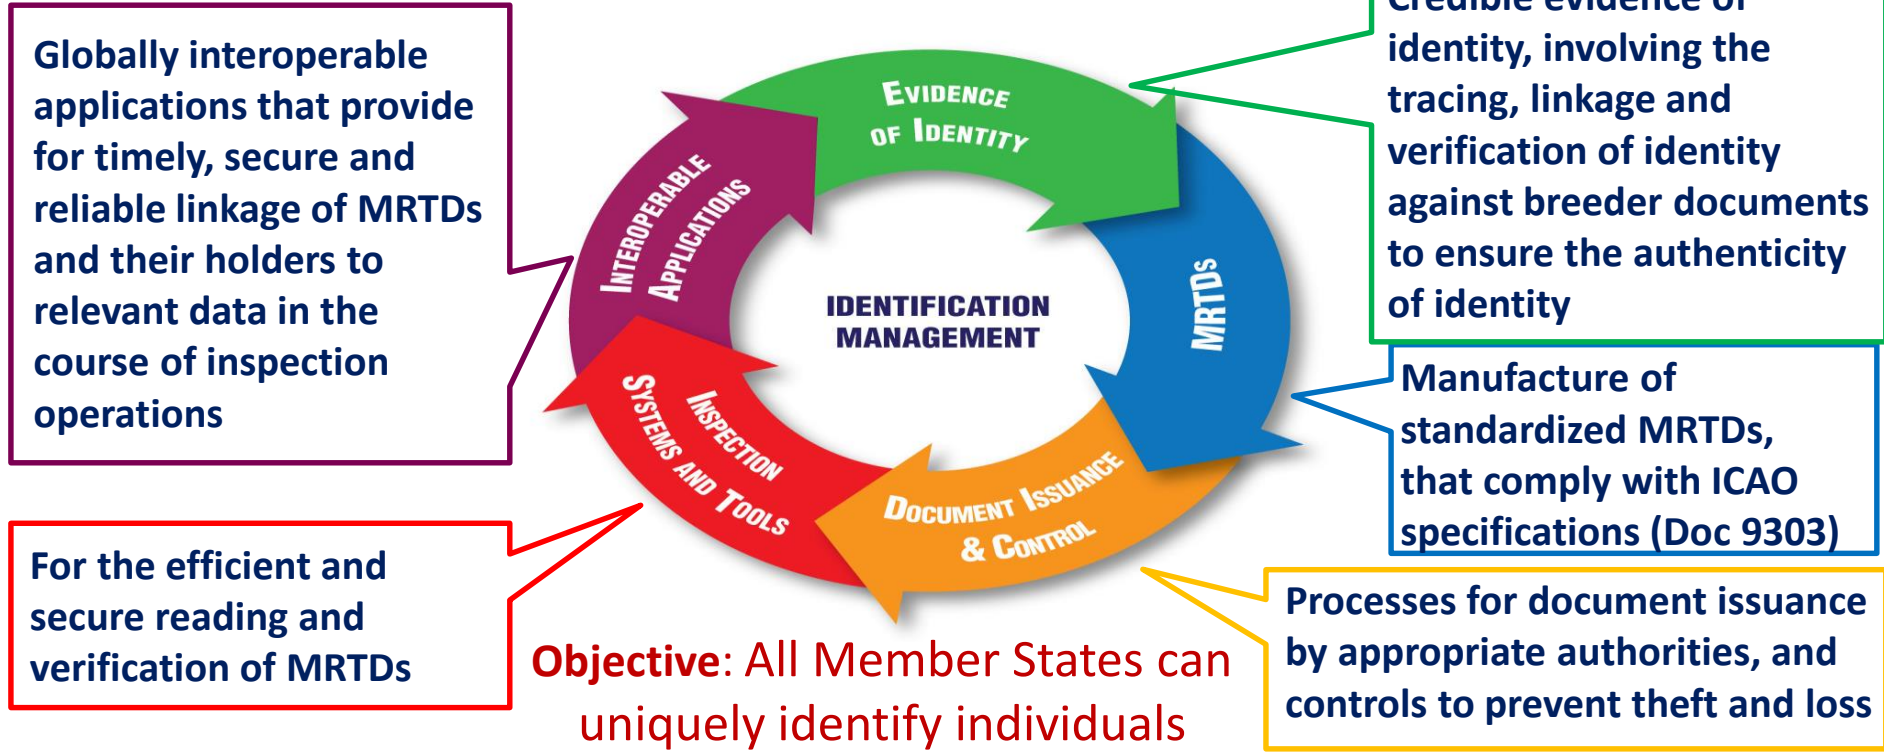 Globally interoperable
applications that provide
for timely, secure and
reliable linkage of MRTDs
and their holders to
relevant data in the
course of inspection
operations
For the efficient and
secure reading and
verification of MRTDs
EVIDENCE
OF IDENTITY
MRTDs
DOCUMENT ISSUANCE
& CONTROL
INSPECTION
SYSTEMS AND TOOLS
INTEROPERABLE
APPLICATIONS
IDENTIFICATION
MANAGEMENT
Objective: All Member States can
uniquely identify individuals
Credible evidence of
identity, involving the
tracing, linkage and
verification of identity
against breeder documents
to ensure the authenticity
of identity
Manufacture of
standardized MRTDs,
that comply with ICAO
specifications (Doc 9303)
Processes for document issuance
by appropriate authorities, and
controls to prevent theft and loss